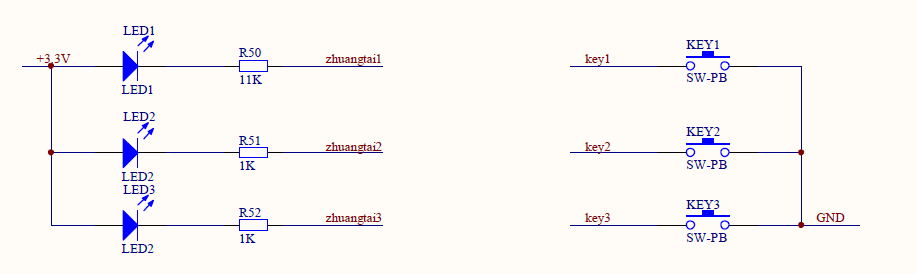 LED1
+3.3V
R50
zhuangtai1
LED1
11K
LED2
R51
zhuangtai2
LED2
1K
LED3
R52
zhuangtai3
LED2
1K
KEY1
key1
SW-PB
KEY2
key2
SW-PB
KEY3
key3
GND
SW-PB